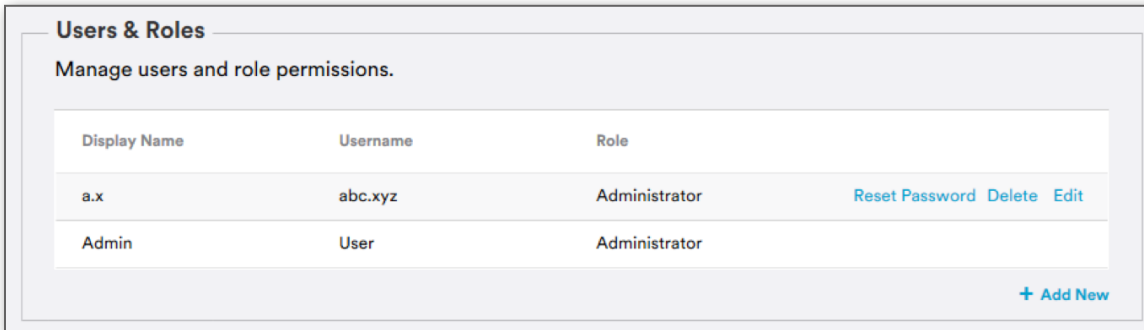 Users & Roles
Manage users and role permissions.
Display Name Username Role
a.x abc.xyz Administrator Reset Password Delete Edit
Admin User Administrator
+ Add New